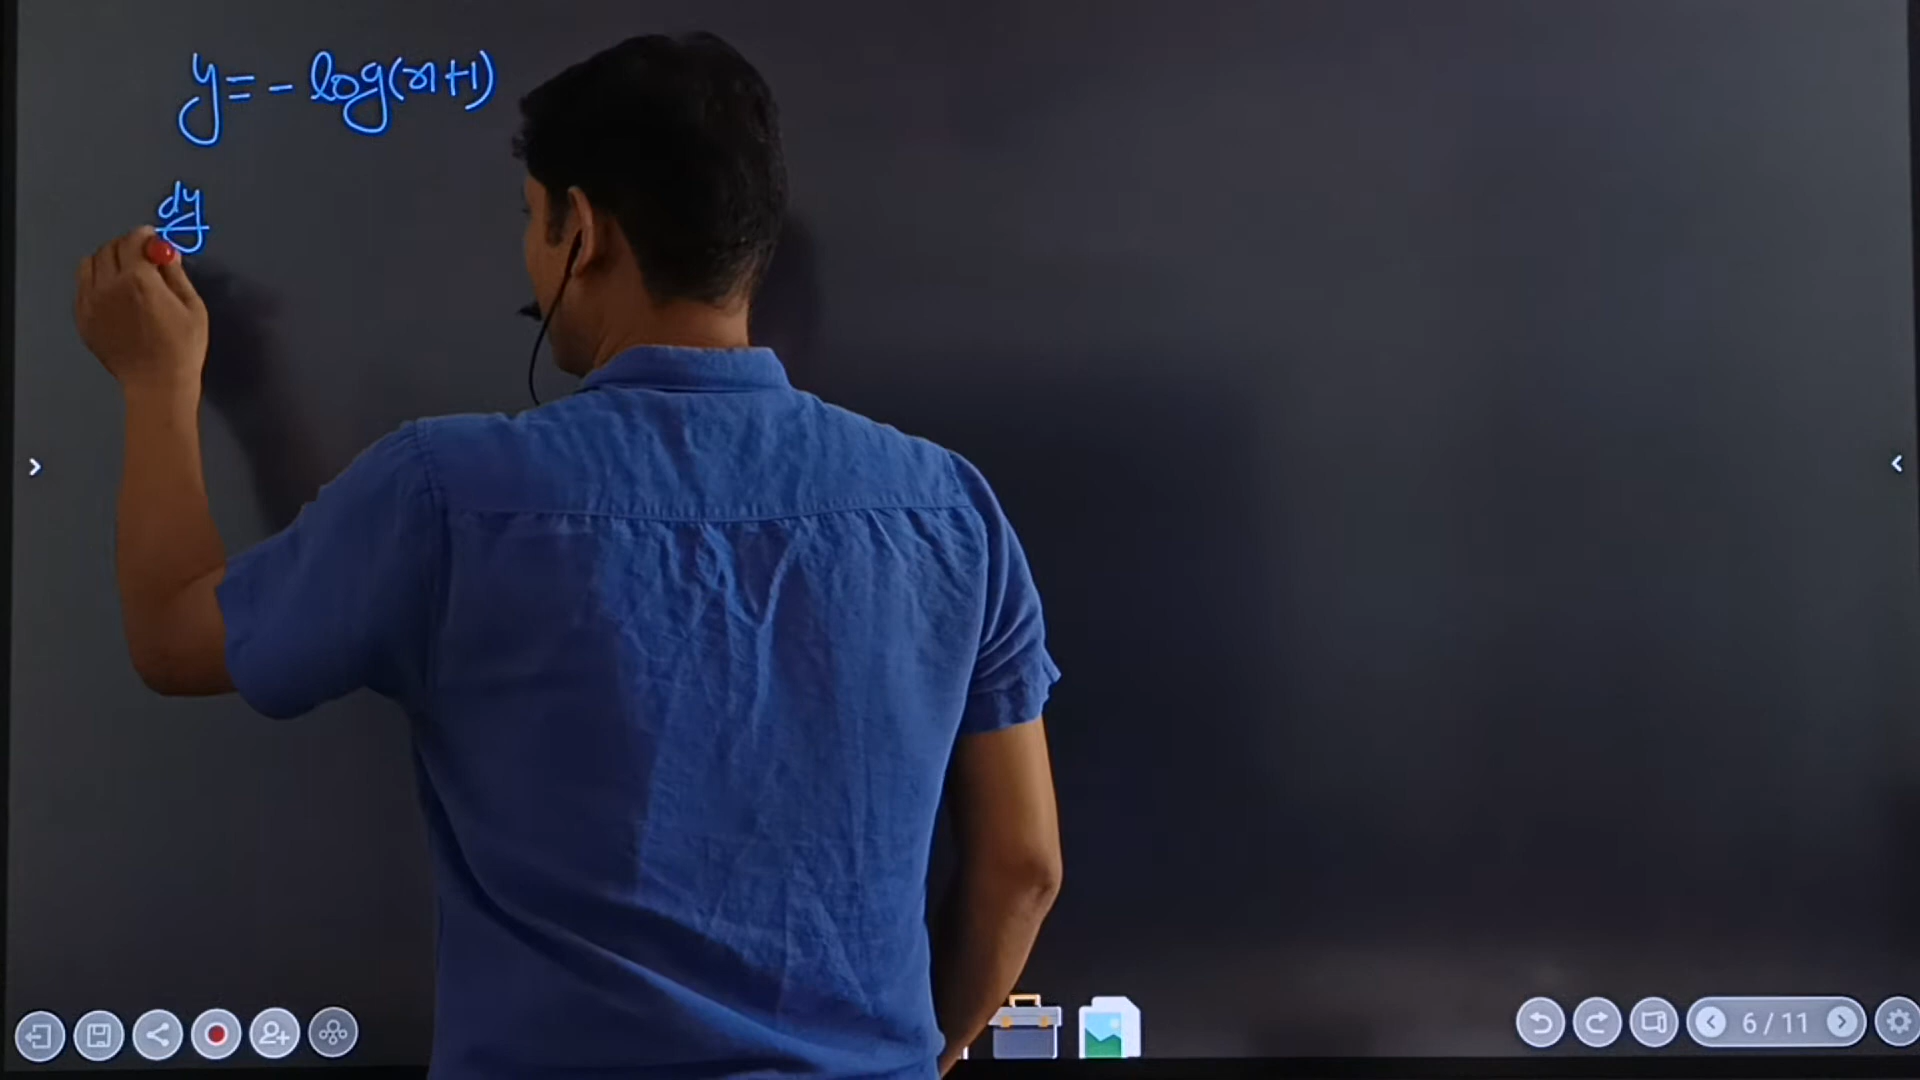 y = - log(x+1)
dy
6 / 11